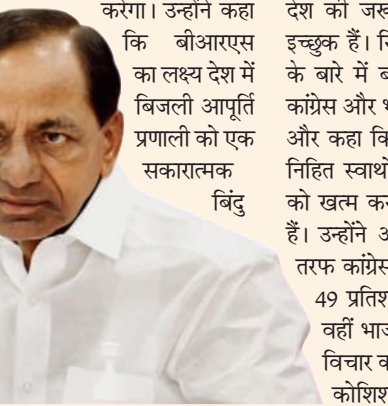 करेगा। उन्होंने कहा
कि बीआरएस
का लक्ष्य देश में
बिजली आपूर्ति
प्रणाली को एक
सकारात्मक
बिंदु
देश की
इच्छुक हैं।
के बारे में
कांग्रेस और
और कहा कि
निहित
को खत्म
हैं। उन्होंने
तरफ
49
वहीं
विचार